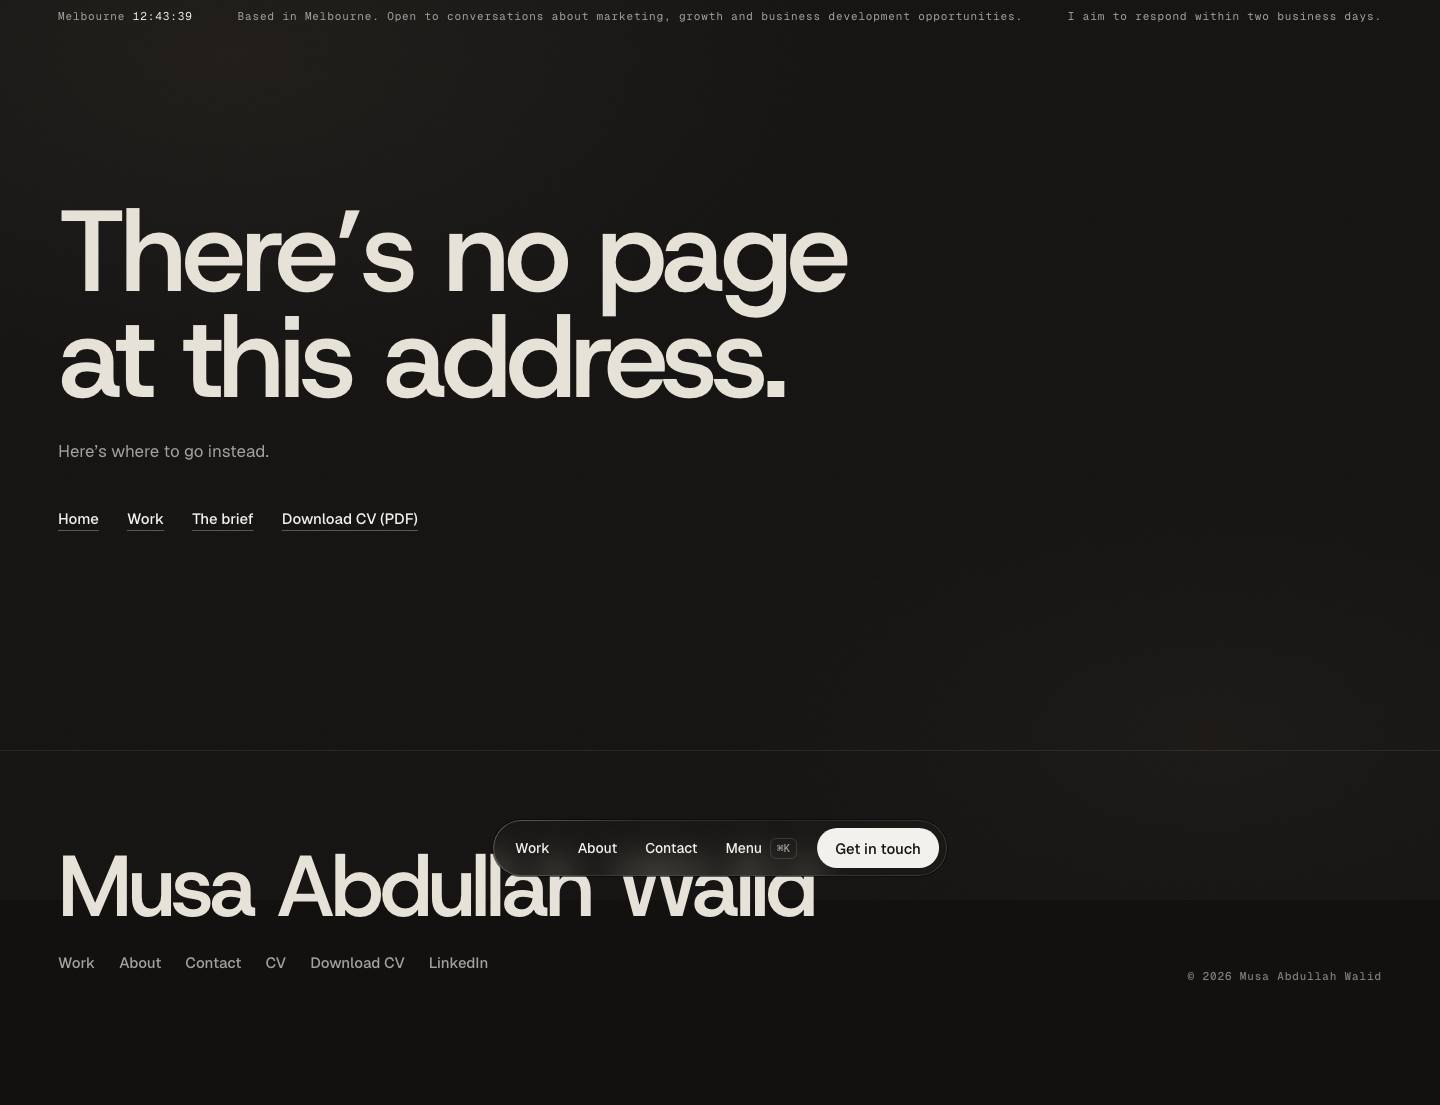 Melbourne 12:43:39 Based in Melbourne. Open to conversations about marketing, growth and business development opportunities. I aim to respond within two business days.
There’s no page
at this address.
Here’s where to go instead.
Home Work The brief Download CV (PDF)
Work About Contact Menu ⌘K Get in touch
Musa Abdullah Walid
Work About Contact CV Download CV LinkedIn
© 2026 Musa Abdullah Walid